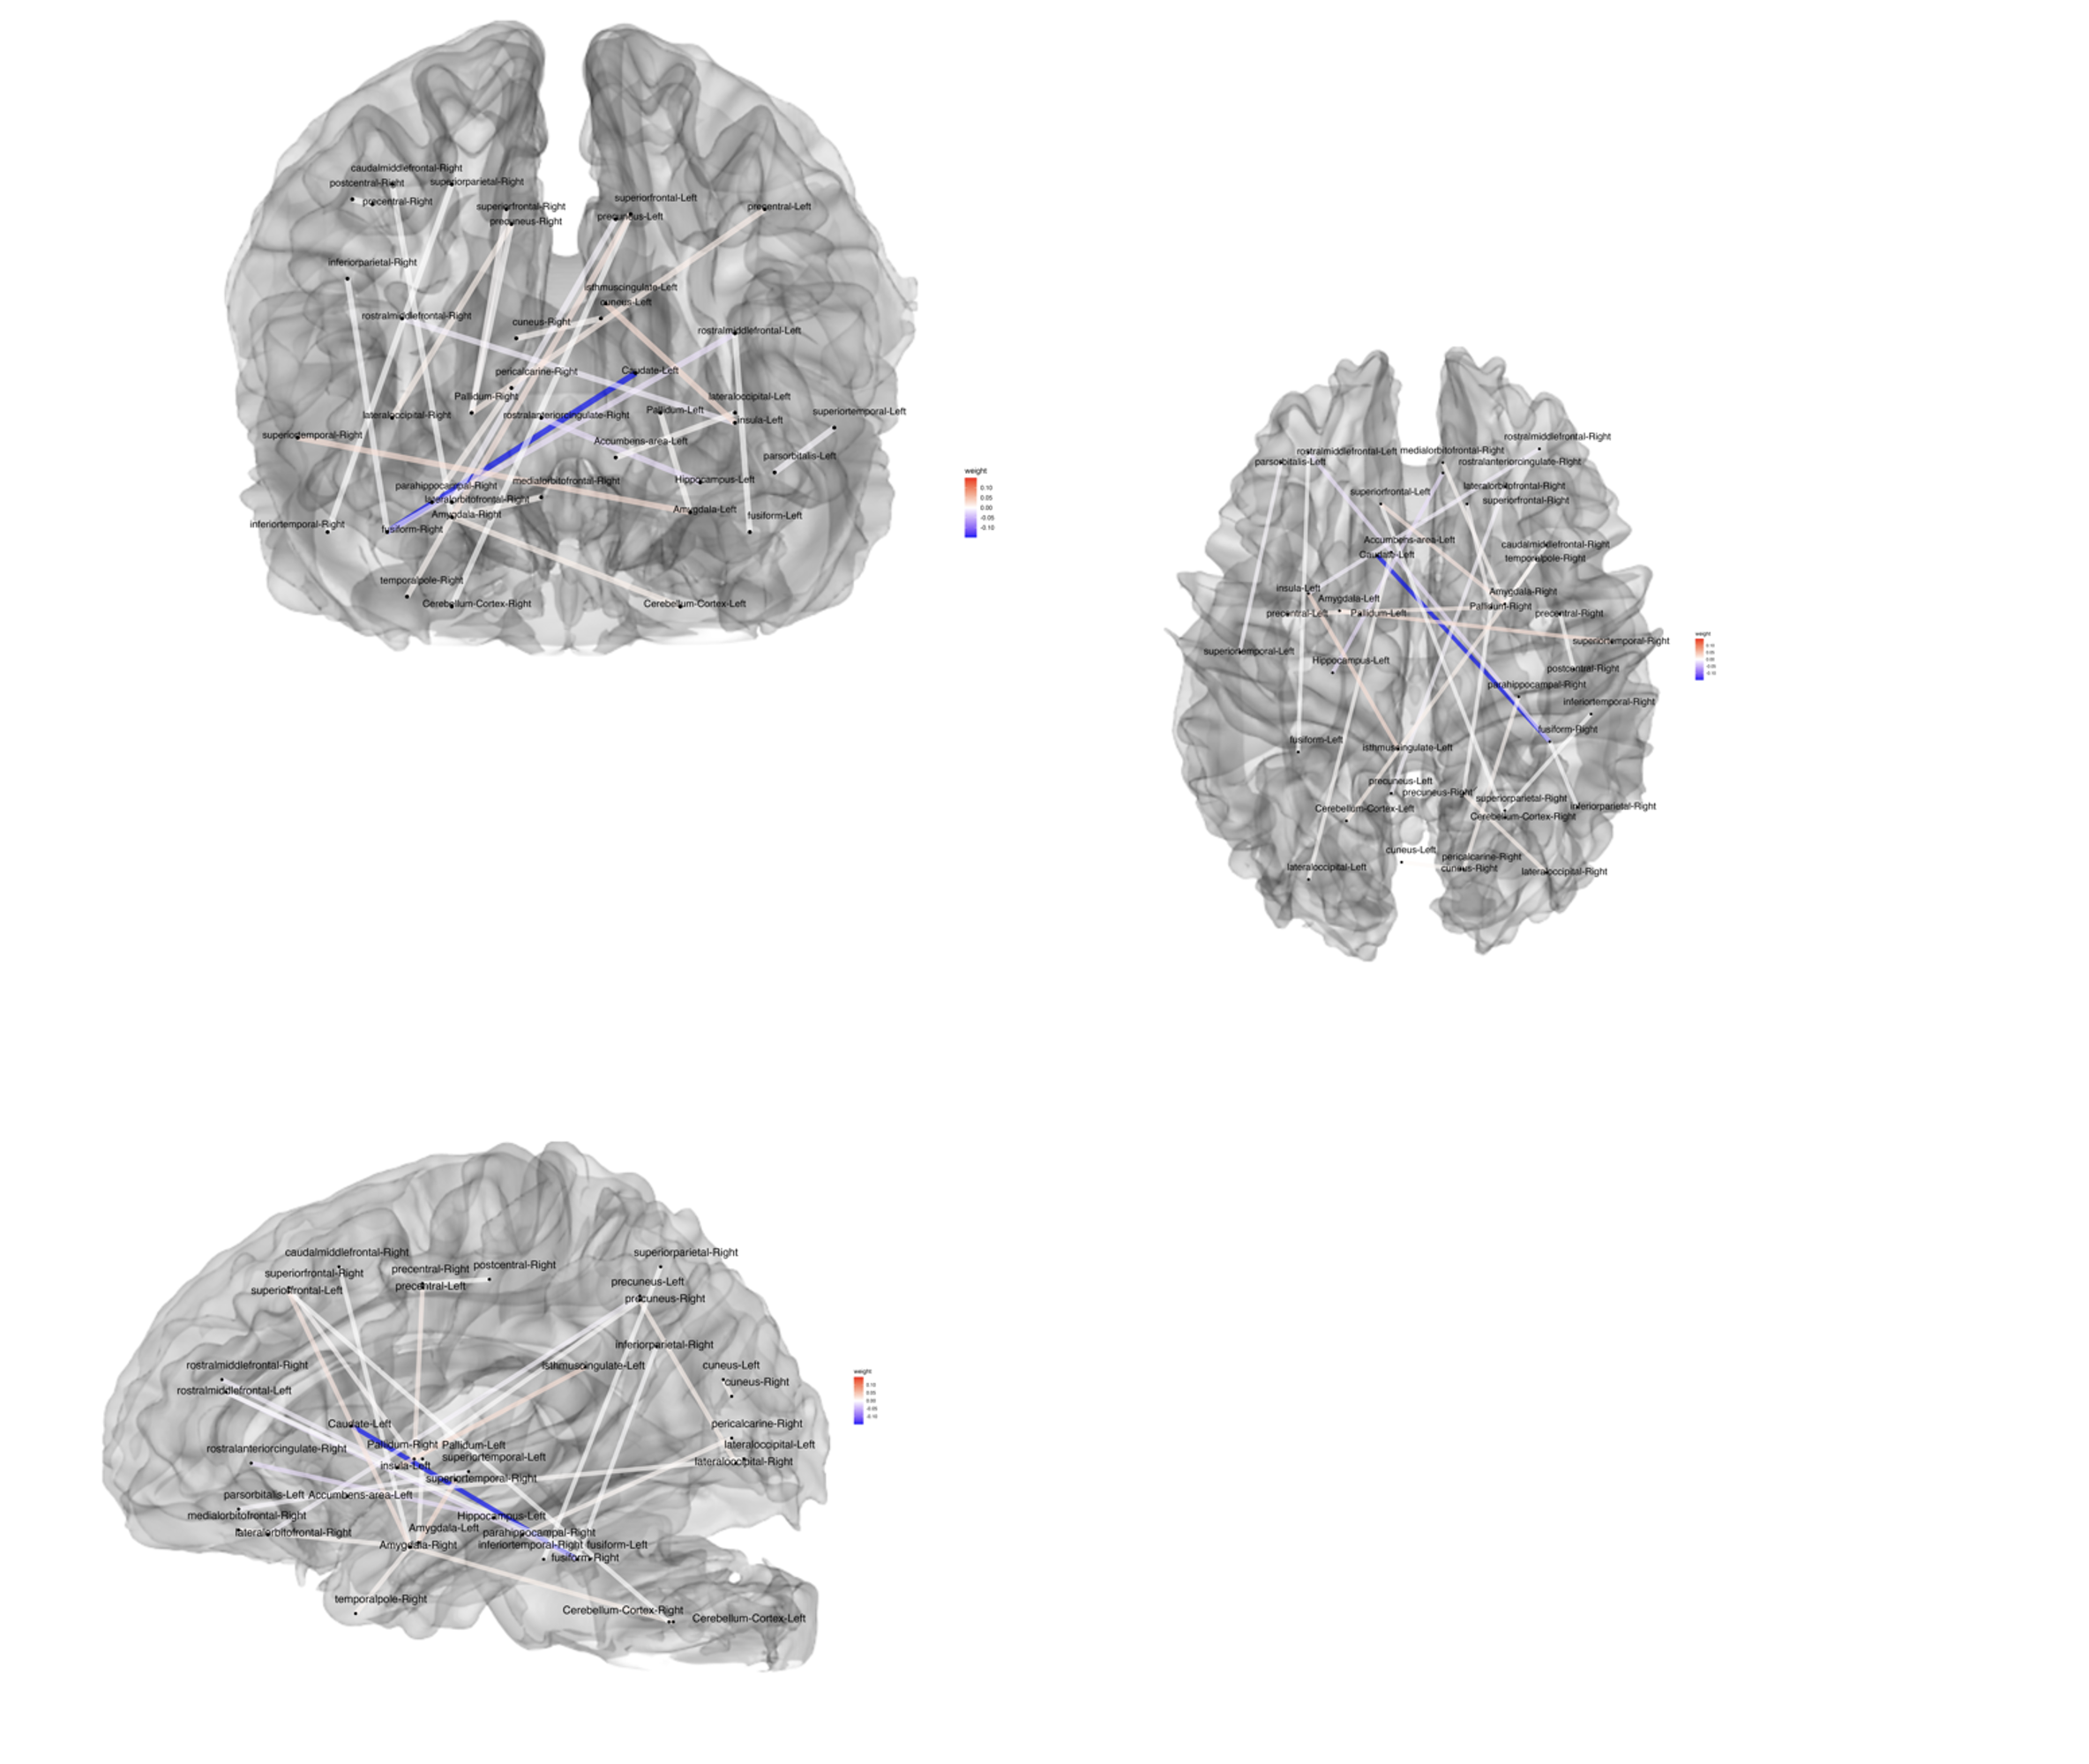 caudalmiddlefrontal-Right
postcentral-Right
superiorparietal-Right
precentral-Right
superiorfrontal-Right
precuneus-Right
superiorfrontal-Left
precuneus-Left
precentral-Left
inferiorparietal-Right
isthmuscingulate-Left
cuneus-Left
rostralmiddlefrontal-Right
cuneus-Right
rostralmiddlefrontal-Left
pericalcarine-Right
Caudate-Left
Pallidum-Right
lateraloccipital-Left
lateraloccipital-Right
rostralanteriorcingulate-Right
Pallidum-Left
superiortemporal-Left
insula-Left
superiortemporal-Right
Accumbens-area-Left
parsorbitalis-Left
parahippocampal-Right
medialorbitofrontal-Right
Hippocampus-Left
lateralorbitofrontal-Right
Amygdala-Right
Amygdala-Left
fusiform-Left
inferiortemporal-Right
fusiform-Right
temporalpole-Right
Cerebellum-Cortex-Right
Cerebellum-Cortex-Left
weight
0.10
0.05
0.00
-0.05
-0.10
rostralmiddlefrontal-Right
rostralmiddlefrontal-Left
medialorbitofrontal-Right
parsorbitalis-Left
rostralanteriorcingulate-Right
lateralorbitofrontal-Right
superiorfrontal-Left
superiorfrontal-Right
Accumbens-area-Left
caudalmiddlefrontal-Right
Caudate-Left
temporalpole-Right
insula-Left
Amygdala-Right
Amygdala-Left
Pallidum-Right
precentral-Left
Pallidum-Left
precentral-Right
superiortemporal-Right
superiortemporal-Left
Hippocampus-Left
postcentral-Right
parahippocampal-Right
inferiortemporal-Right
fusiform-Right
fusiform-Left
isthmuscingulate-Left
precuneus-Left
precuneus-Right
superiorparietal-Right
Cerebellum-Cortex-Left
inferiorparietal-Right
Cerebellum-Cortex-Right
cuneus-Left
pericalcarine-Right
lateraloccipital-Left
cuneus-Right
lateraloccipital-Right
weight
0.10
0.05
0.00
-0.05
-0.10
caudalmiddlefrontal-Right
superiorparietal-Right
superiorfrontal-Right
precentral-Right
postcentral-Right
superiorfrontal-Left
precentral-Left
precuneus-Left
precuneus-Right
inferiorparietal-Right
rostralmiddlefrontal-Right
isthmuscingulate-Left
cuneus-Left
rostralmiddlefrontal-Left
cuneus-Right
Caudate-Left
pericalcarine-Right
rostralanteriorcingulate-Right
Pallidum-Right
Pallidum-Left
lateraloccipital-Left
insula-Left
superiortemporal-Left
lateraloccipital-Right
superiortemporal-Right
parsorbitalis-Left
Accumbens-area-Left
medialorbitofrontal-Right
Hippocampus-Left
lateralorbitofrontal-Right
Amygdala-Left
parahippocampal-Right
Amygdala-Right
inferiortemporal-Right
fusiform-Left
fusiform-Right
temporalpole-Right
Cerebellum-Cortex-Right
Cerebellum-Cortex-Left
weight
0.10
0.05
0.00
-0.05
-0.10